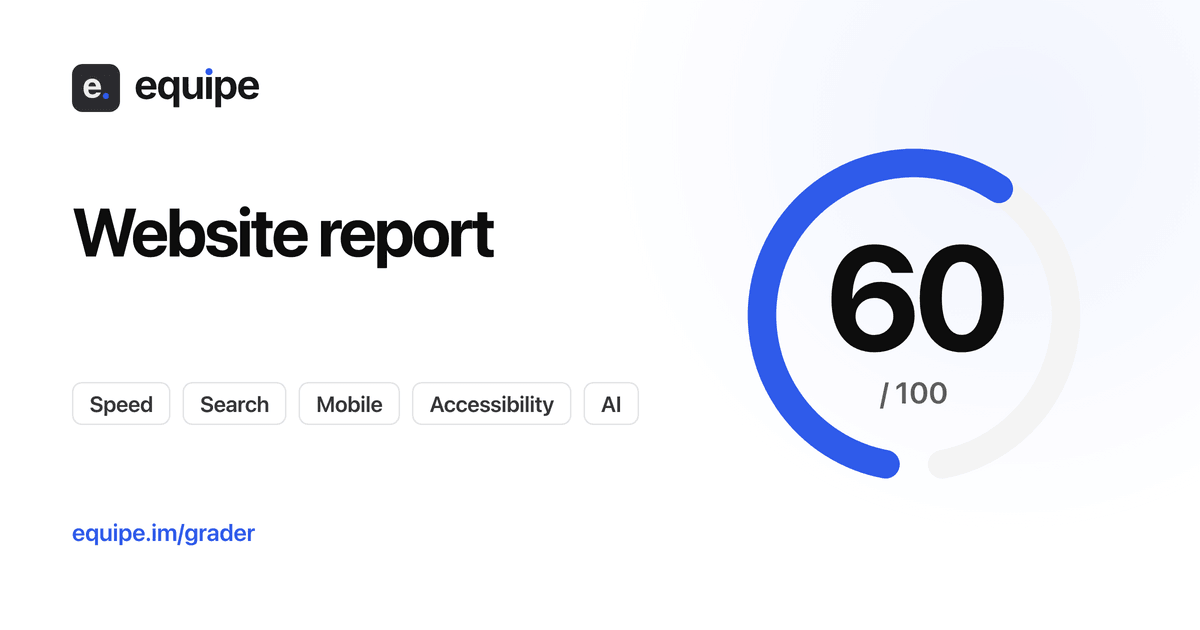 e.
equipe
Website report
Speed
Search
Mobile
Accessibility
AI
equipe.im/grader
60
/ 100